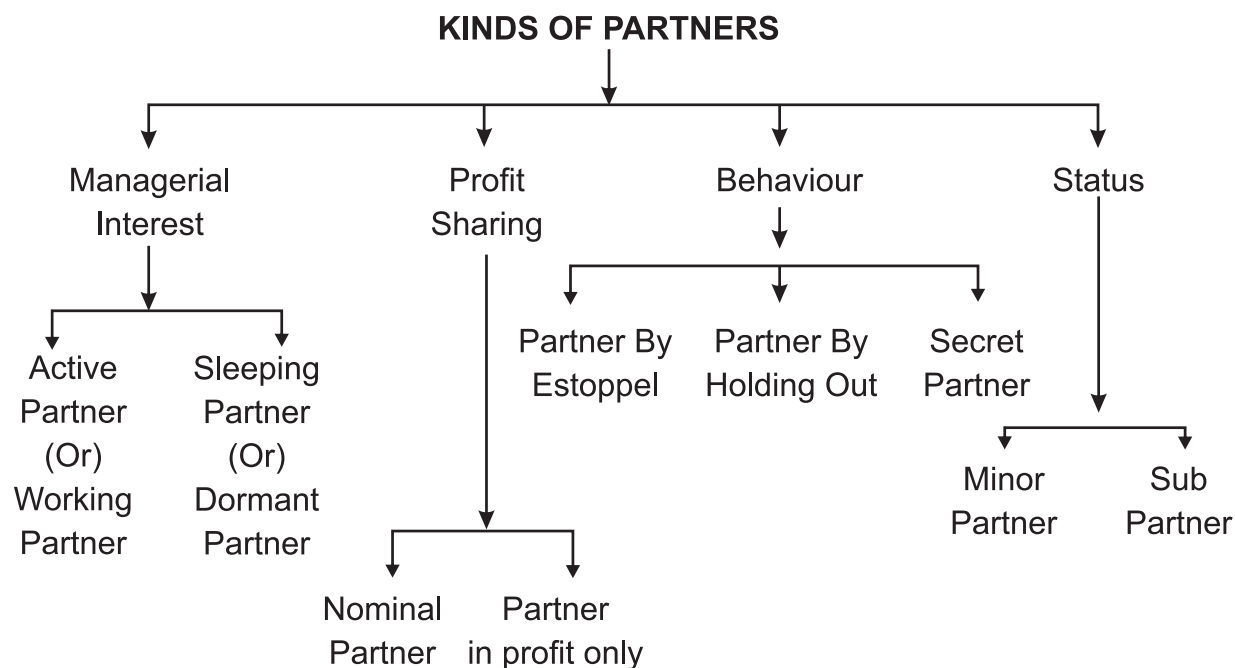 KINDS OF PARTNERS
Managerial
Interest
Profit
Sharing
Behaviour
Status
Active
Partner
(Or)
Working
Partner
Sleeping
Partner
(Or)
Dormant
Partner
Nominal
Partner
Partner
in profit only
Partner By
Estoppel
Partner By
Holding Out
Secret
Partner
Minor
Partner
Sub
Partner